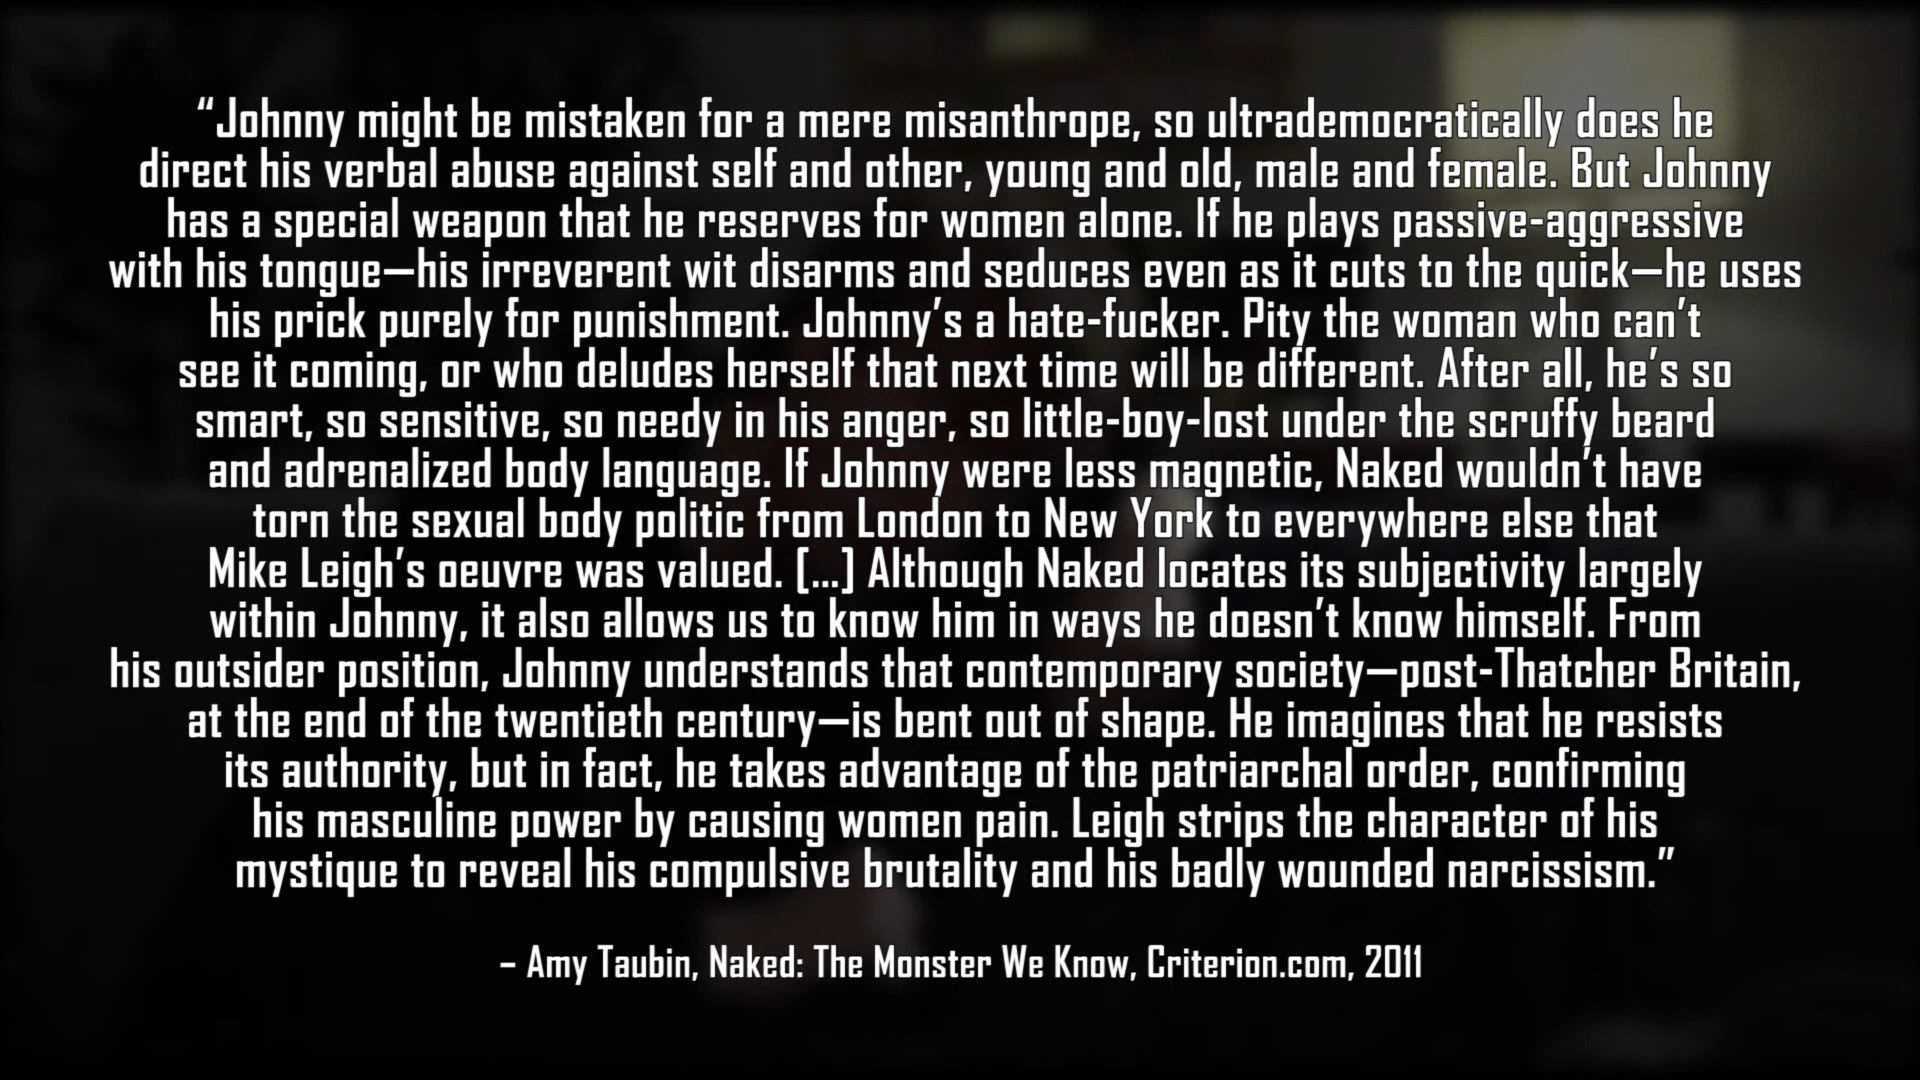 “Johnny might be mistaken for a mere misanthrope, so ultrademocratically does he
direct his verbal abuse against self and other, young and old, male and female. But Johnny
has a special weapon that he reserves for women alone. If he plays passive-aggressive
with his tongue—his irreverent wit disarms and seduces even as it cuts to the quick—he uses
his prick purely for punishment. Johnny’s a hate-fucker. Pity the woman who can’t
see it coming, or who deludes herself that next time will be different. After all, he’s so
smart, so sensitive, so needy in his anger, so little-boy-lost under the scruffy beard
and adrenalized body language. If Johnny were less magnetic, Naked wouldn’t have
torn the sexual body politic from London to New York to everywhere else that
Mike Leigh’s oeuvre was valued. [...] Although Naked locates its subjectivity largely
within Johnny, it also allows us to know him in ways he doesn’t know himself. From
his outsider position, Johnny understands that contemporary society—post-Thatcher Britain,
at the end of the twentieth century—is bent out of shape. He imagines that he resists
its authority, but in fact, he takes advantage of the patriarchal order, confirming
his masculine power by causing women pain. Leigh strips the character of his
mystique to reveal his compulsive brutality and his badly wounded narcissism.”
– Amy Taubin, Naked: The Monster We Know, Criterion.com, 2011